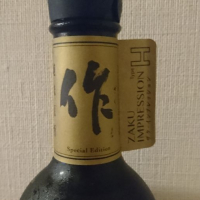 作
Special Edition
ZAKU
IMPRESSION